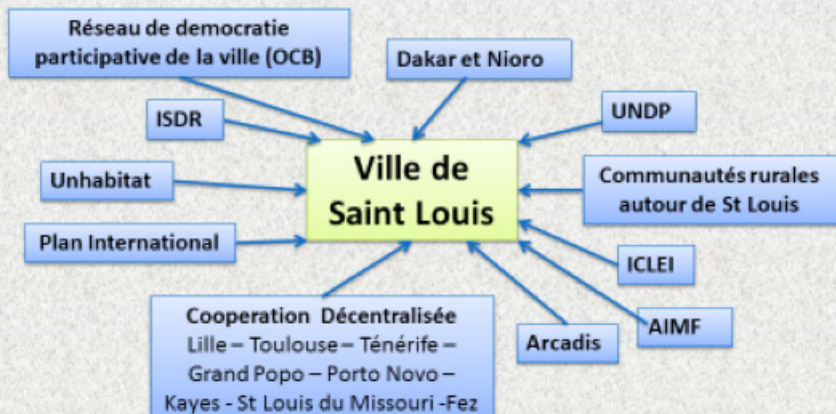 Réseau de democratie
participative de la ville (OCB)
Dakar et Nioro
ISDR
UNDP
Ville de
Saint Louis
Unhabitat
Communautés rurales
autour de St Louis
Plan International
ICLEI
Cooperation Décentralisée
Lille – Toulouse – Ténérife –
Grand Popo – Porto Novo –
Kayes - St Louis du Missouri -Fez
Arcadis
AIMF